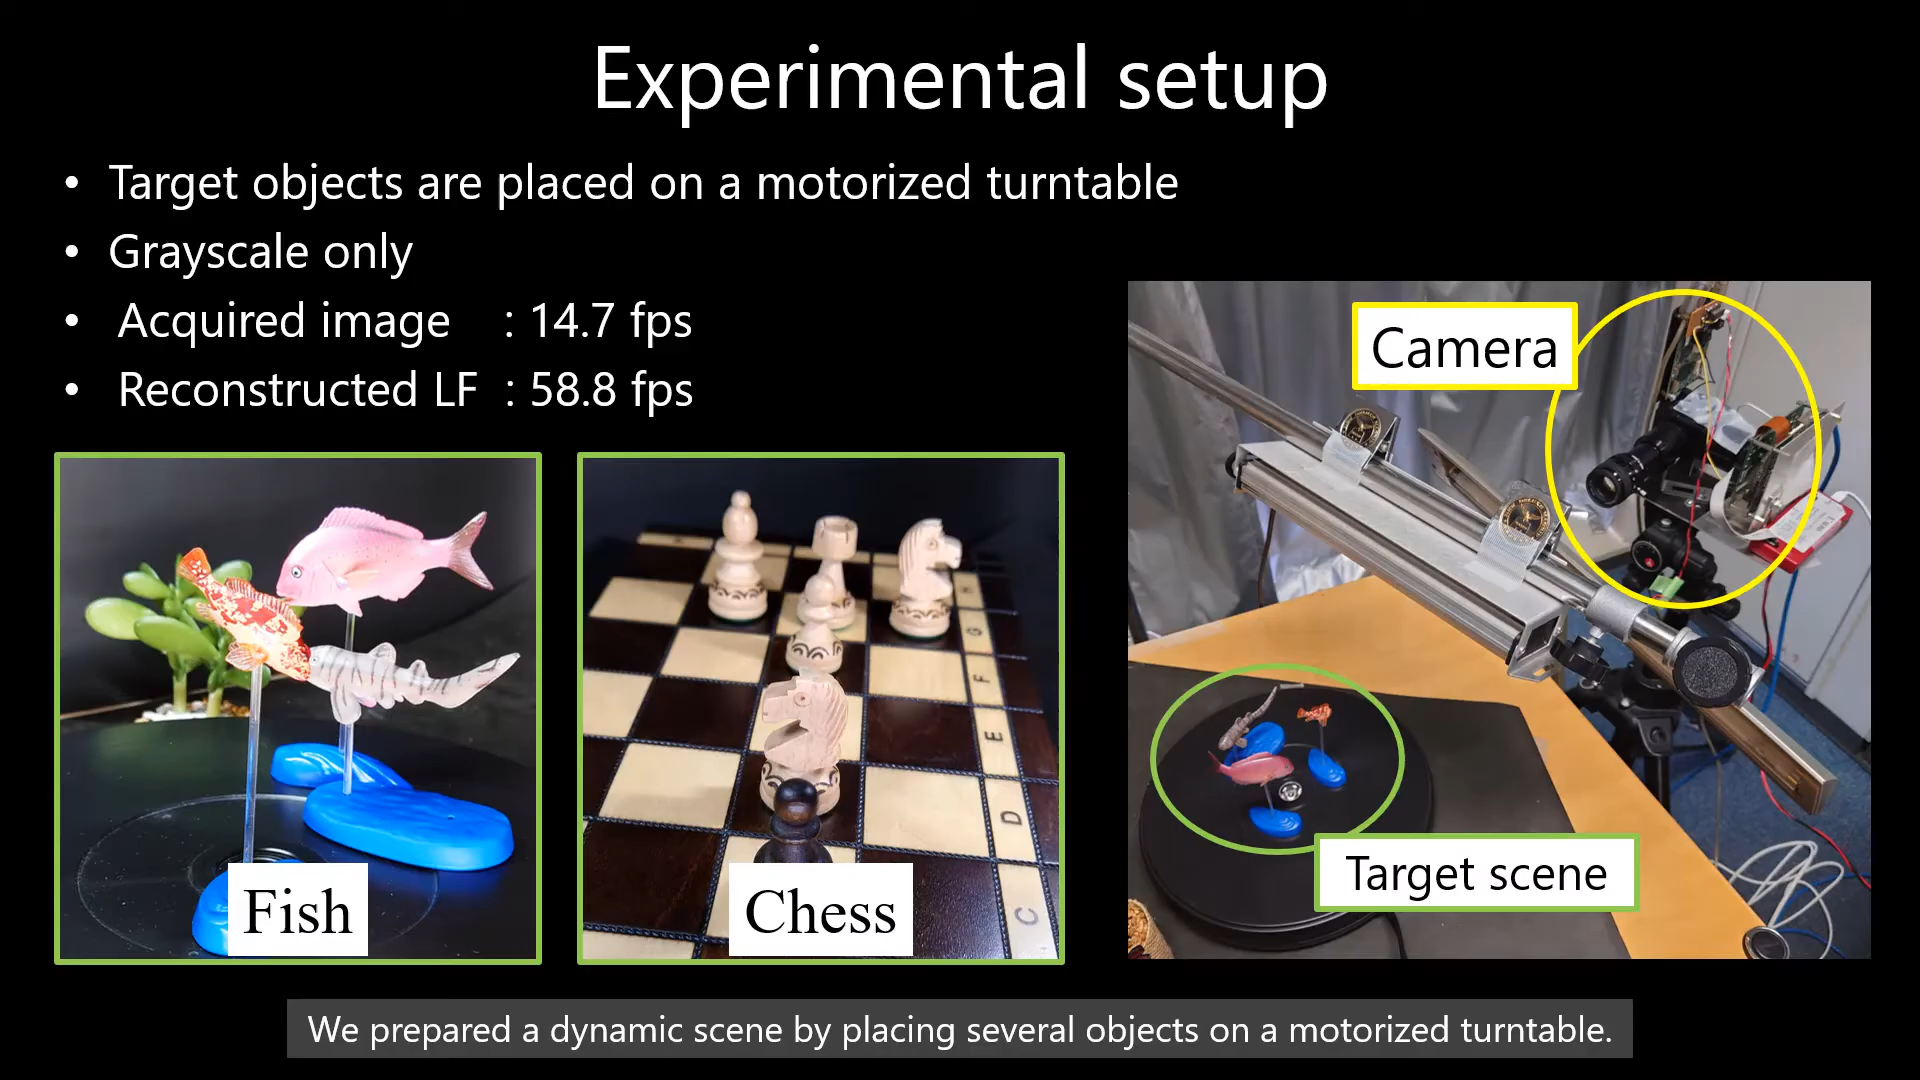 Experimental setup
• Target objects are placed on a motorized turntable
• Grayscale only
• Acquired image : 14.7 fps
• Reconstructed LF : 58.8 fps
Camera
G
F
E
D
C
Fish
Chess
Target scene
We prepared a dynamic scene by placing several objects on a motorized turntable.